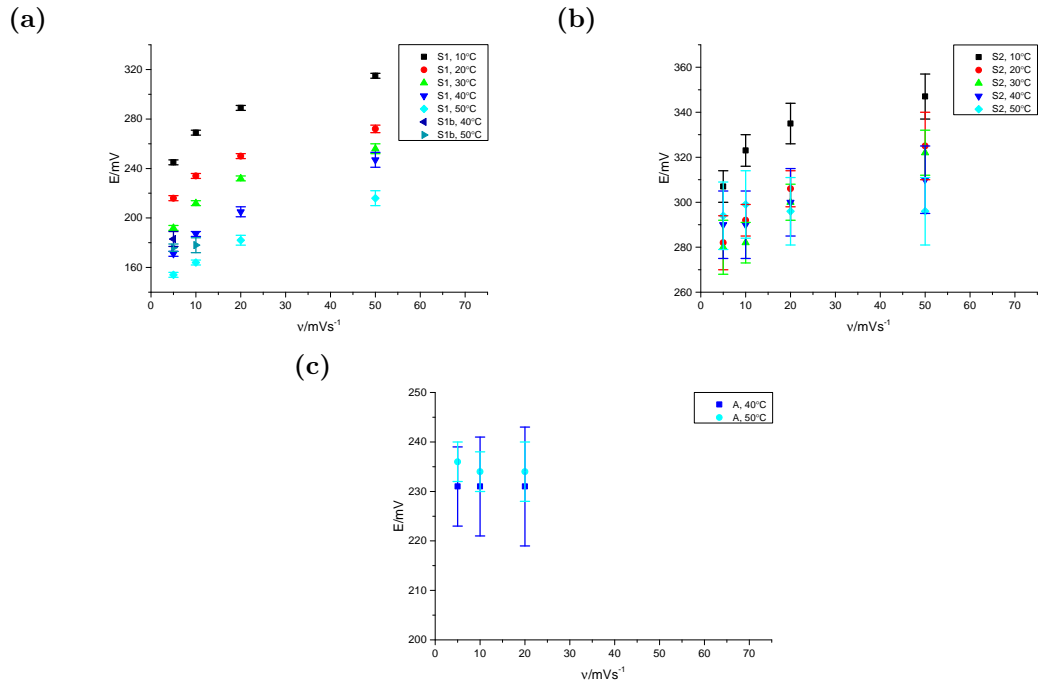 (a)
S1, 10°C
S1, 20°C
S1, 30°C
S1, 40°C
S1, 50°C
S1b, 40°C
S1b, 50°C
320
280
240
200
160
E/mV
0 10 20 30 40 50 60 70
ν/mVs-1
(b)
S2, 10°C
S2, 20°C
S2, 30°C
S2, 40°C
S2, 50°C
360
340
320
300
280
260
E/mV
0 10 20 30 40 50 60 70
ν/mVs-1
(c)
A, 40°C
A, 50°C
250
240
230
220
210
200
E/mV
0 10 20 30 40 50 60 70
ν/mVs-1